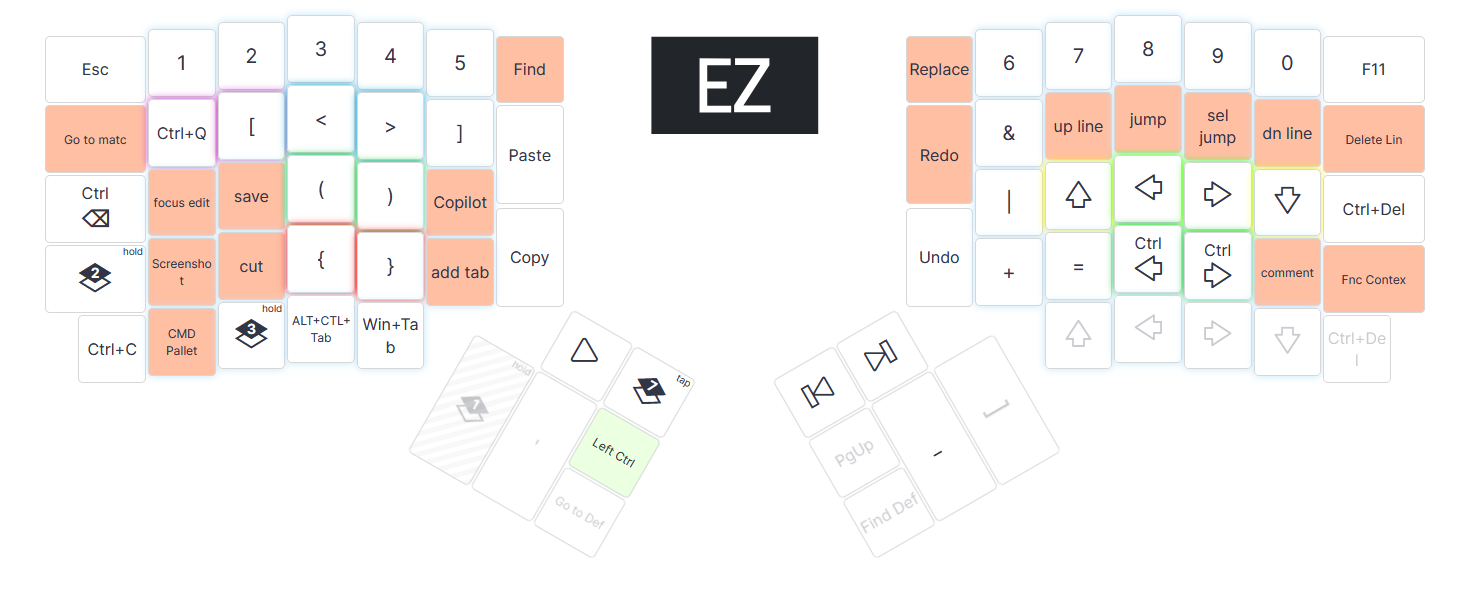 Esc
1
2
3
4
5
Find
EZ
Replace
6
7
8
9
0
F11
Go to matc
Ctrl+Q
[
<
>
]
Paste
Redo
&
up line
jump
sel
jump
dn line
Delete Lin
Ctrl
focus edit
save
(
)
Copilot
|
Ctrl+Del
hold
2
Screensho
t
cut
{
}
add tab
Copy
Undo
+
=
Ctrl
Ctrl
comment
Fnc Contex
Ctrl+C
CMD
Pallet
hold
3
ALT+CTL+
Tab
Win+Ta
b
Ctrl+De
l
hold
1
tap
1
'
Left Ctrl
Go to Def
PgUp
-
Find Def